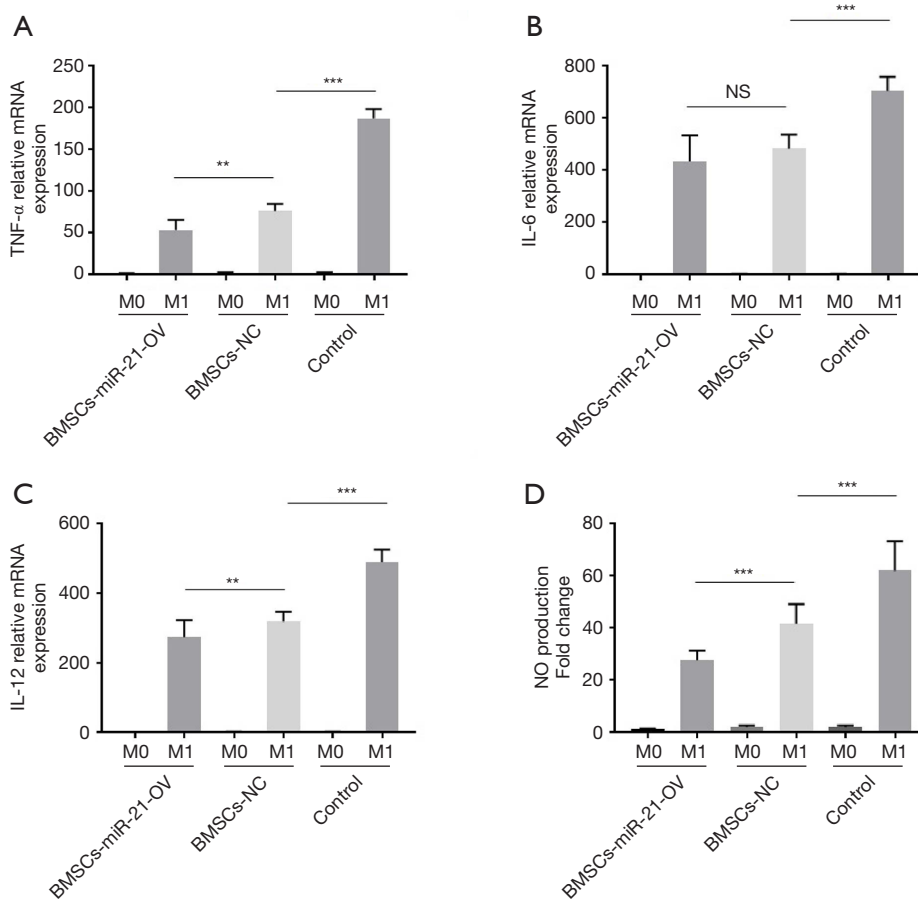 A
TNF-α relative mRNA
expression
250
200
150
100
50
0
**
***
M0 M1 M0 M1 M0 M1
BMSCs-miR-21-OV
BMSCs-NC
Control
B
IL-6 relative mRNA
expression
800
600
400
200
0
NS
***
M0 M1 M0 M1 M0 M1
BMSCs-miR-21-OV
BMSCs-NC
Control
C
IL-12 relative mRNA
expression
600
400
200
0
**
***
M0 M1 M0 M1 M0 M1
BMSCs-miR-21-OV
BMSCs-NC
Control
D
NO production
Fold change
80
60
40
20
0
***
***
M0 M1 M0 M1 M0 M1
BMSCs-miR-21-OV
BMSCs-NC
Control